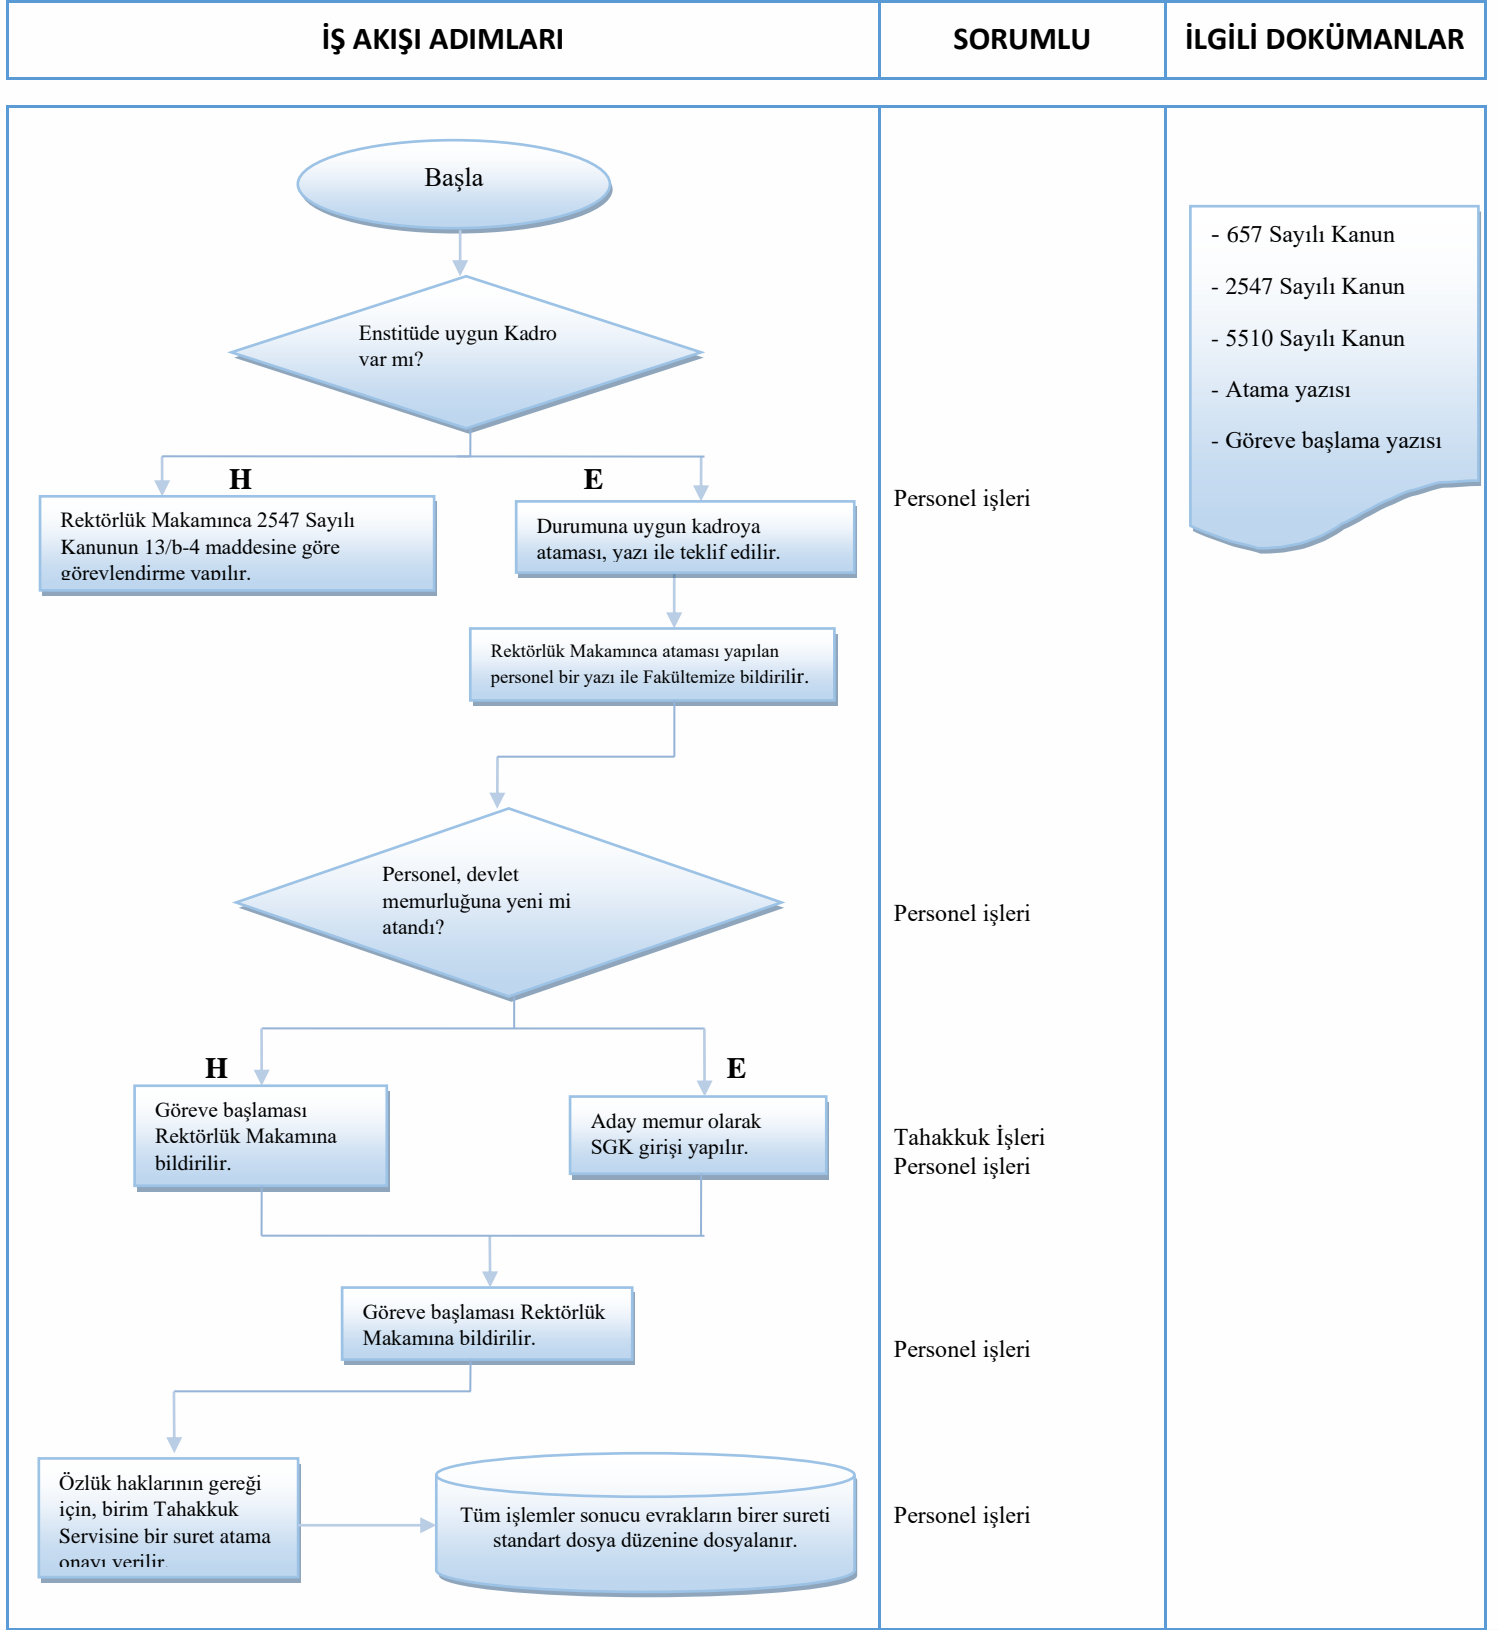 İŞ AKIŞI ADIMLARI
SORUMLU
İLGİLİ DOKÜMANLAR
Başla
Enstitüde uygun Kadro
var mı?
H
E
Rektörlük Makamınca 2547 Sayılı
Kanunun 13/b-4 maddesine göre
görevlendirme yapılır.
Durumuna uygun kadroya
ataması, yazı ile teklif edilir.
Rektörlük Makamınca ataması yapılan
personel bir yazı ile Fakültemize bildirilir.
Personel, devlet
memurluğuna yeni mi
atandı?
H
E
Göreve başlaması
Rektörlük Makamına
bildirilir.
Aday memur olarak
SGK girişi yapılır.
Göreve başlaması Rektörlük
Makamına bildirilir.
Özlük haklarının gereği
için, birim Tahakkuk
Servisine bir suret atama
onayı verilir.
Tüm işlemler sonucu evrakların birer sureti
standart dosya düzenine dosyalanır.
Personel işleri
Personel işleri
Tahakkuk İşleri
Personel işleri
Personel işleri
Personel işleri
- 657 Sayılı Kanun
- 2547 Sayılı Kanun
- 5510 Sayılı Kanun
- Atama yazısı
- Göreve başlama yazısı